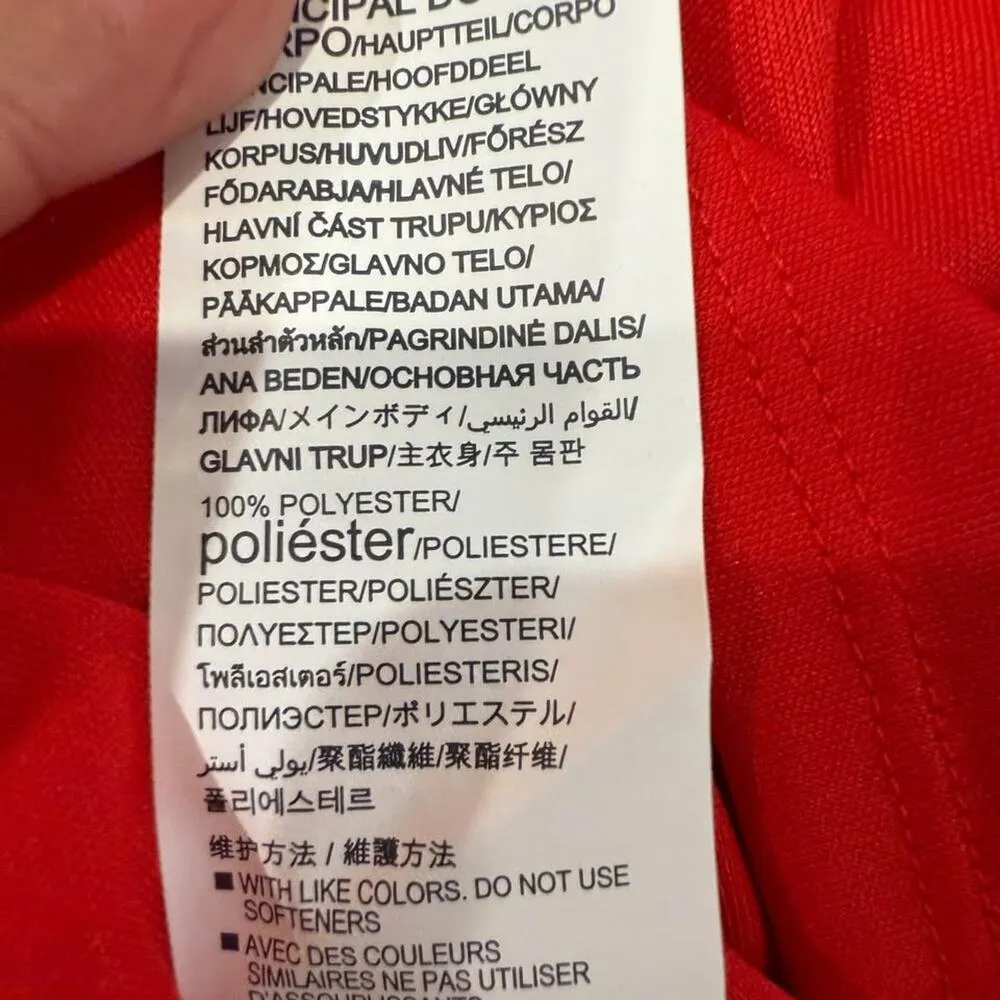 CORPO/HAUPTTEIL/CORPO
PRINCIPALE/HOOFDDEEL
LIJF/HOVEDSTYKKE/GŁÓWNY
KORPUS/HUVUDLIV/FŐRÉSZ
FŐDARABJA/HLAVNÉ TELO/
HLAVNÍ ČÁST TRUPU/ΚΥΡΙΟΣ
ΚΟΡΜΟΣ/GLAVNO TELO/
PÄÄKAPPALE/BADAN UTAMA/
ส่วนลำตัวหลัก/PAGRINDINĖ DALIS/
ANA BEDEN/ОСНОВНАЯ ЧАСТЬ
ЛИФА/メインボディ/القوام الرئيسي/
GLAVNI TRUP/主衣身/주 몸판
100% POLYESTER/
poliéster/POLIESTERE/
POLIESTER/POLIÉSZTER/
ΠΟΛΥΕΣΤΕΡ/POLYESTERI/
โพลีเอสเตอร์/POLIESTERIS/
ПОЛИЭСТЕР/ポリエステル/
بولي أستر/聚酯纖維/聚酯纤维/
폴리에스테르
维护方法 / 維護方法
■ WITH LIKE COLORS. DO NOT USE
SOFTENERS
■ AVEC DES COULEURS
SIMILAIRES NE PAS UTILISER
D'ASSOUPLISSANTS